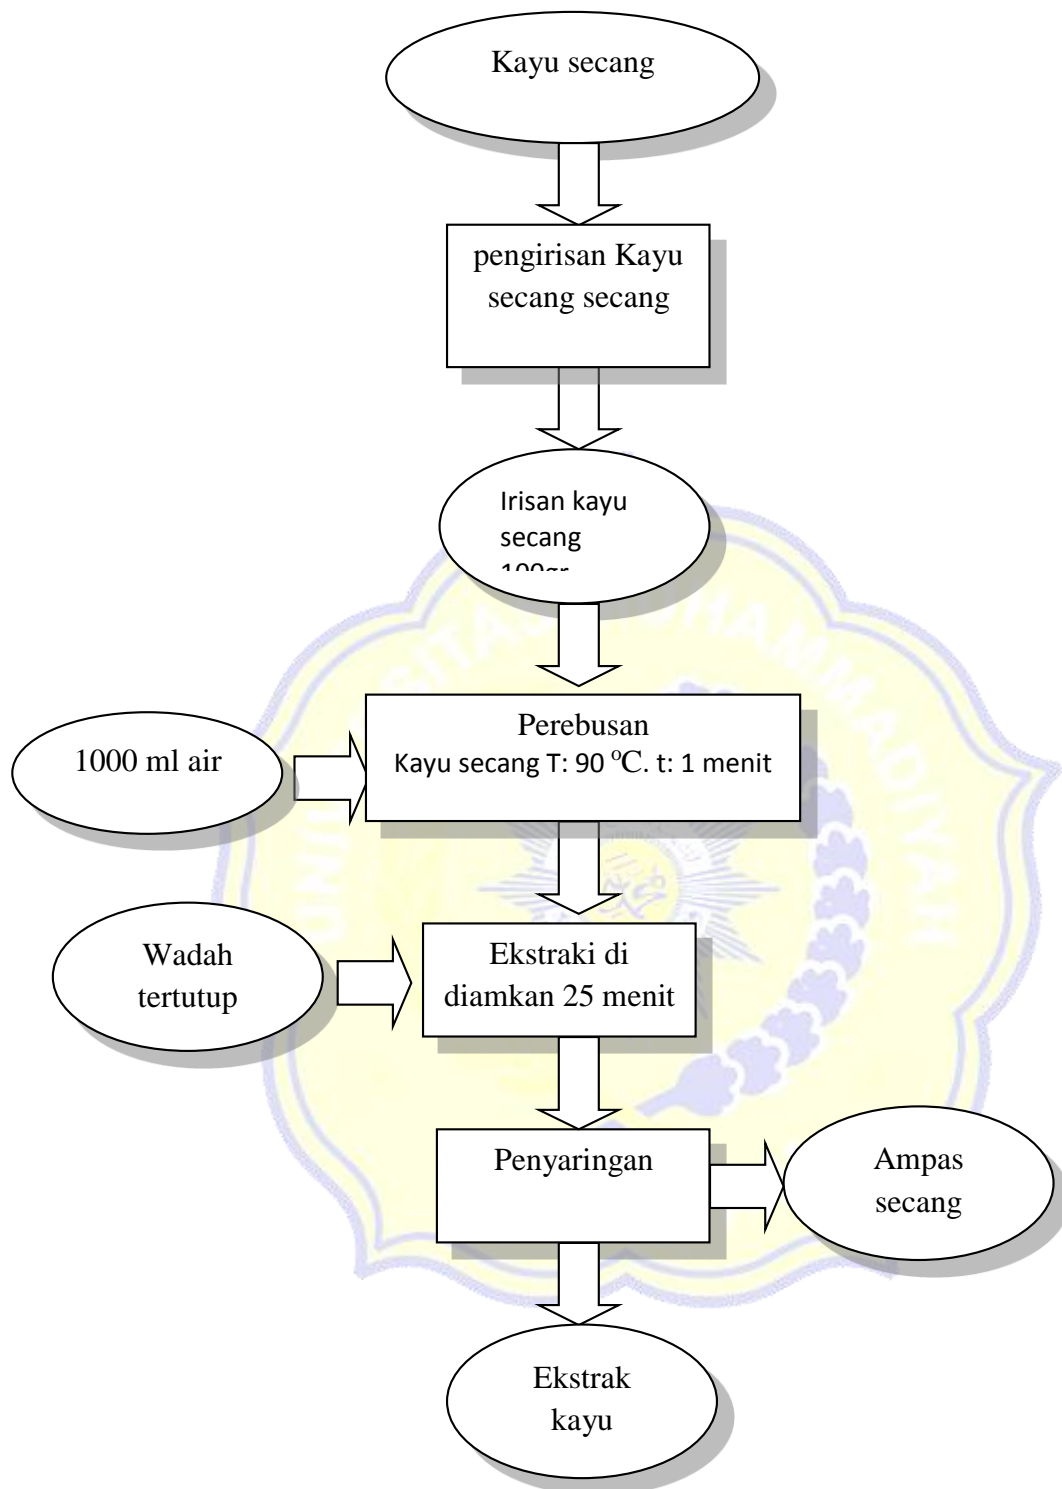 Kayu secang
pengirisan Kayu
secang secang
Irisan kayu
secang
100gr
1000 ml air
Perebusan
Kayu secang T: 90 °C. t: 1 menit
Wadah
tertutup
Ekstraki di
diamkan 25 menit
Penyaringan
Ampas
secang
Ekstrak
kayu